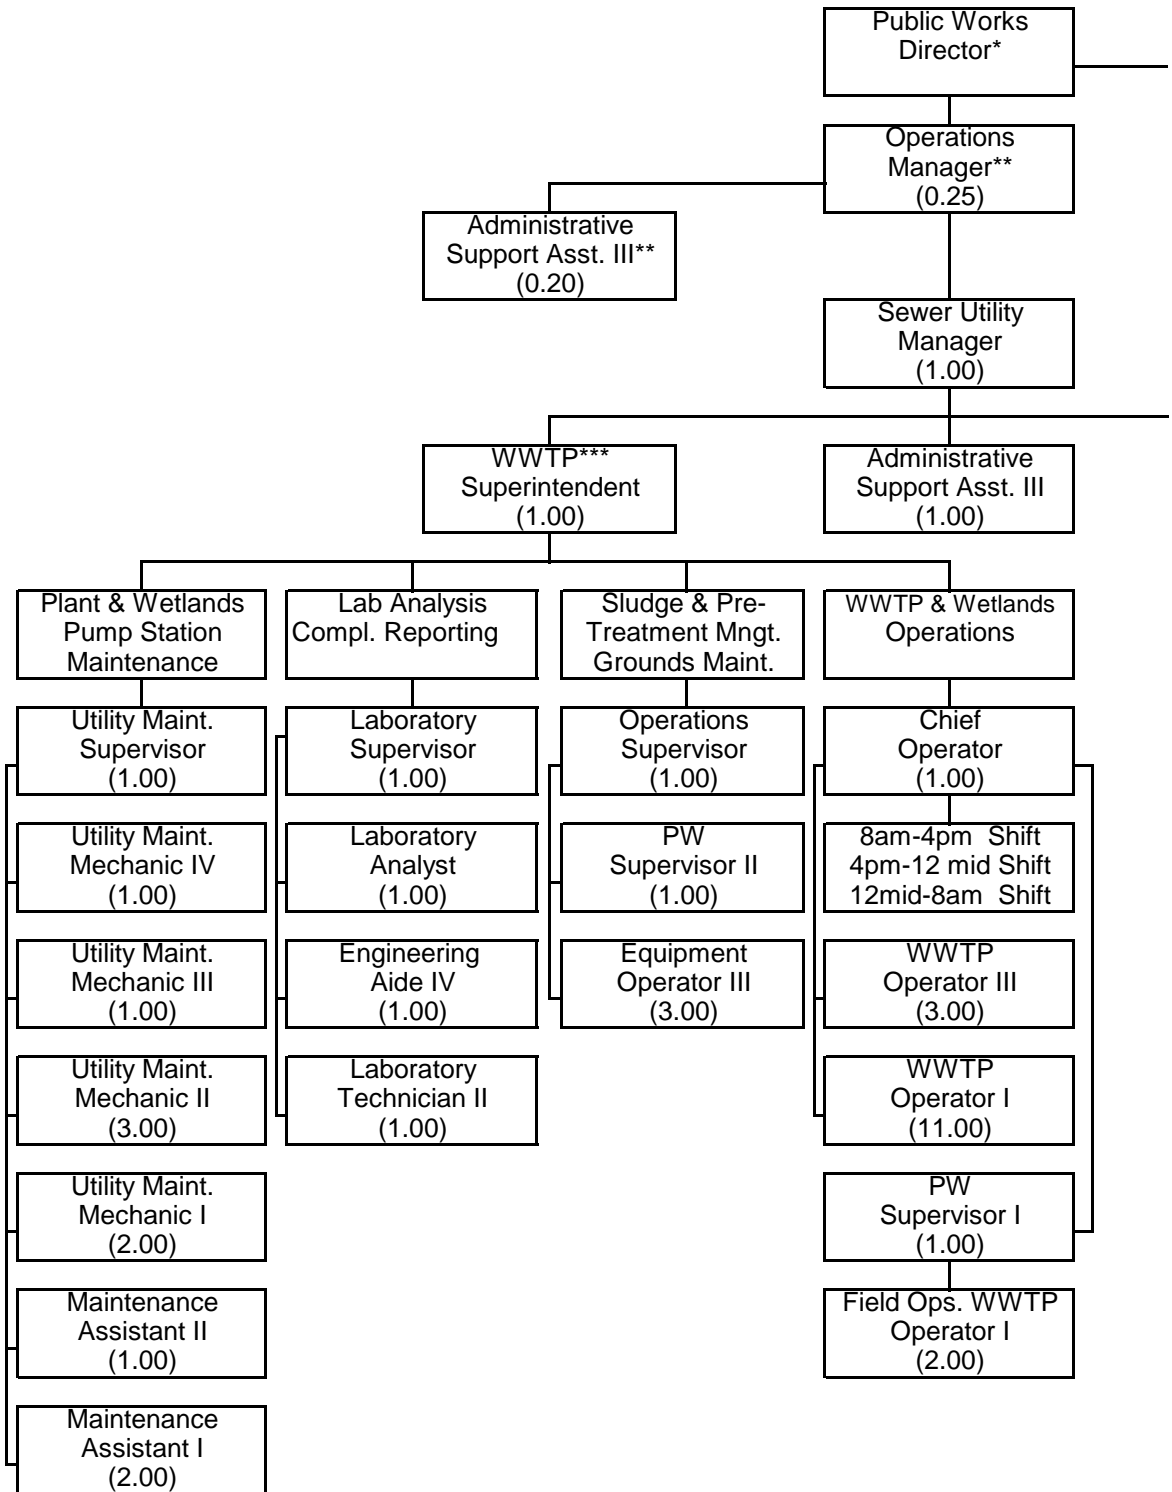 Public Works
Director*
Operations
Manager**
(0.25)
Administrative
Support Asst. III**
(0.20)
Sewer Utility
Manager
(1.00)
WWTP***
Superintendent
(1.00)
Administrative
Support Asst. III
(1.00)
Plant & Wetlands
Pump Station
Maintenance
Lab Analysis
Compl. Reporting
Sludge & Pre-
Treatment Mngt.
Grounds Maint.
WWTP & Wetlands
Operations
Utility Maint.
Supervisor
(1.00)
Laboratory
Supervisor
(1.00)
Operations
Supervisor
(1.00)
Chief
Operator
(1.00)
Utility Maint.
Mechanic IV
(1.00)
Laboratory
Analyst
(1.00)
PW
Supervisor II
(1.00)
8am-4pm  Shift
4pm-12 mid Shift
12mid-8am  Shift
Utility Maint.
Mechanic III
(1.00)
Engineering
Aide IV
(1.00)
Equipment
Operator III
(3.00)
WWTP
Operator III
(3.00)
Utility Maint.
Mechanic II
(3.00)
Laboratory
Technician II
(1.00)
WWTP
Operator I
(11.00)
Utility Maint.
Mechanic I
(2.00)
PW
Supervisor I
(1.00)
Maintenance
Assistant II
(1.00)
Field Ops. WWTP
Operator I
(2.00)
Maintenance
Assistant I
(2.00)